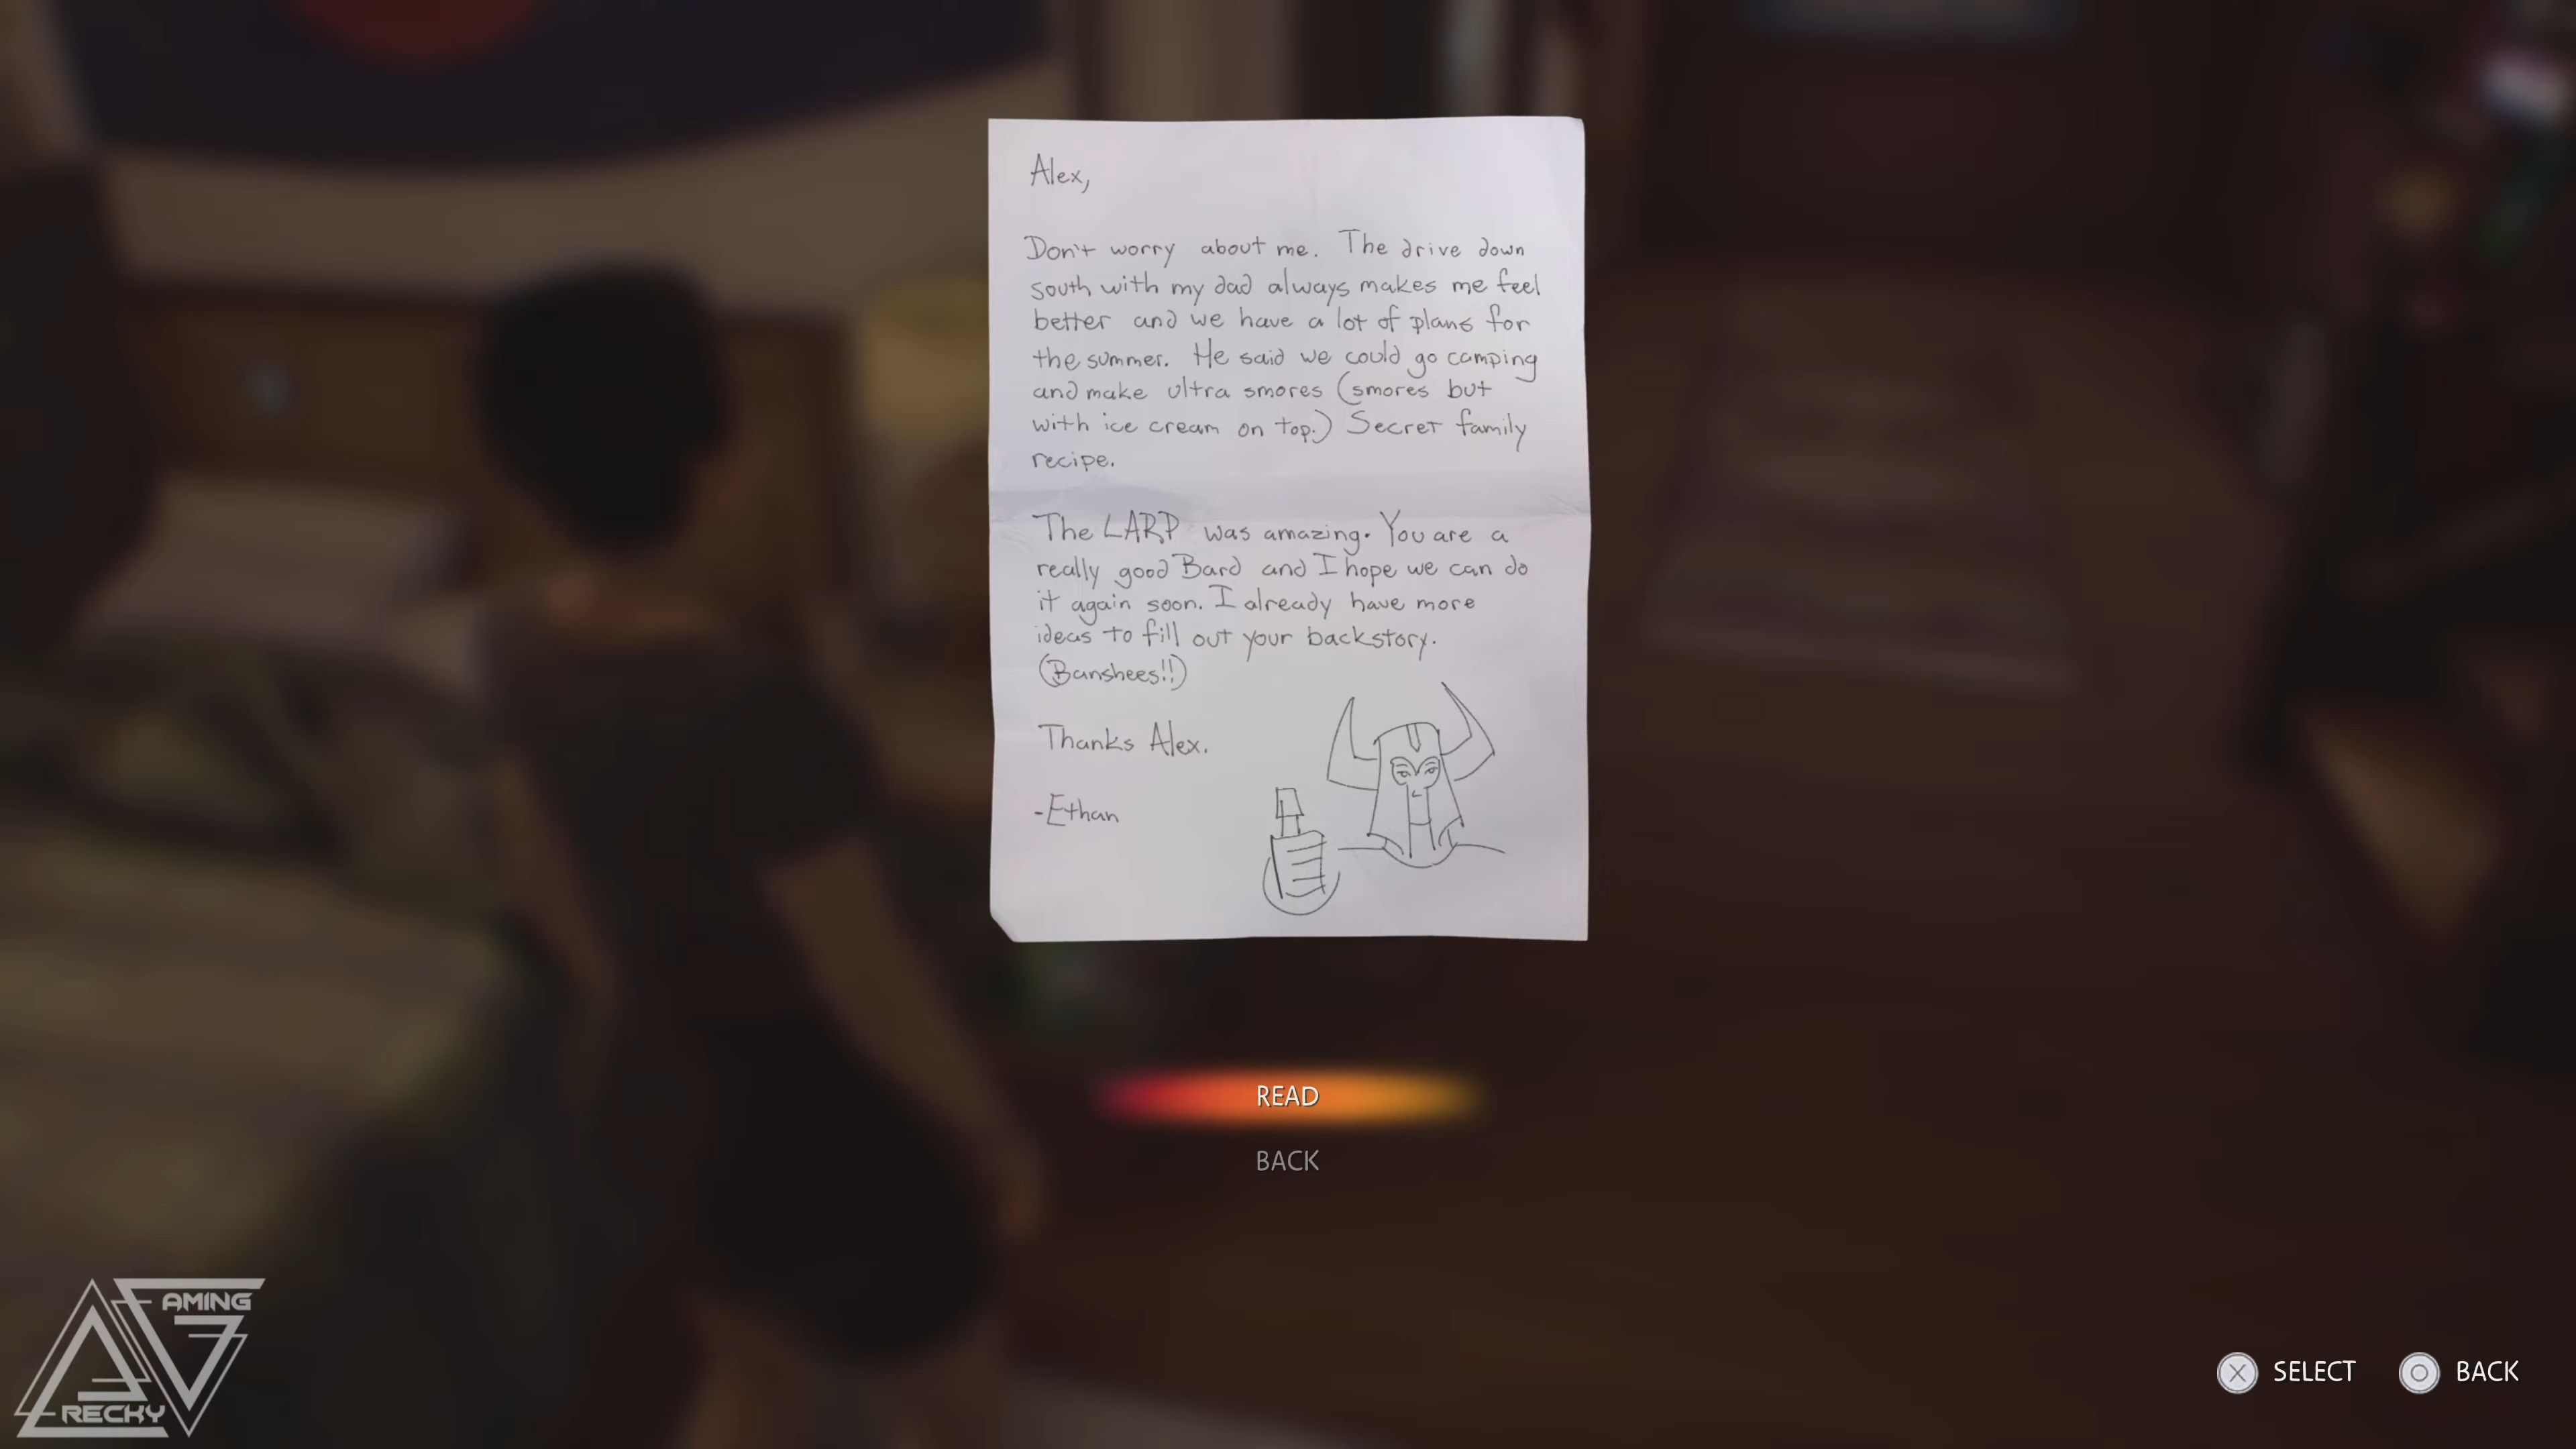 Alex,
Don't worry about me. The drive down
south with my dad always makes me feel
better and we have a lot of plans for
the summer. He said we could go camping
and make ultra smores (smores but
with ice cream on top.) Secret family
recipe.
The LARP was amazing. You are a
really good Bard and I hope we can do
it again soon. I already have more
ideas to fill out your backstory.
(Banshees!!)
Thanks Alex.
-Ethan
READ
BACK
AMING
RECKY
SELECT
BACK